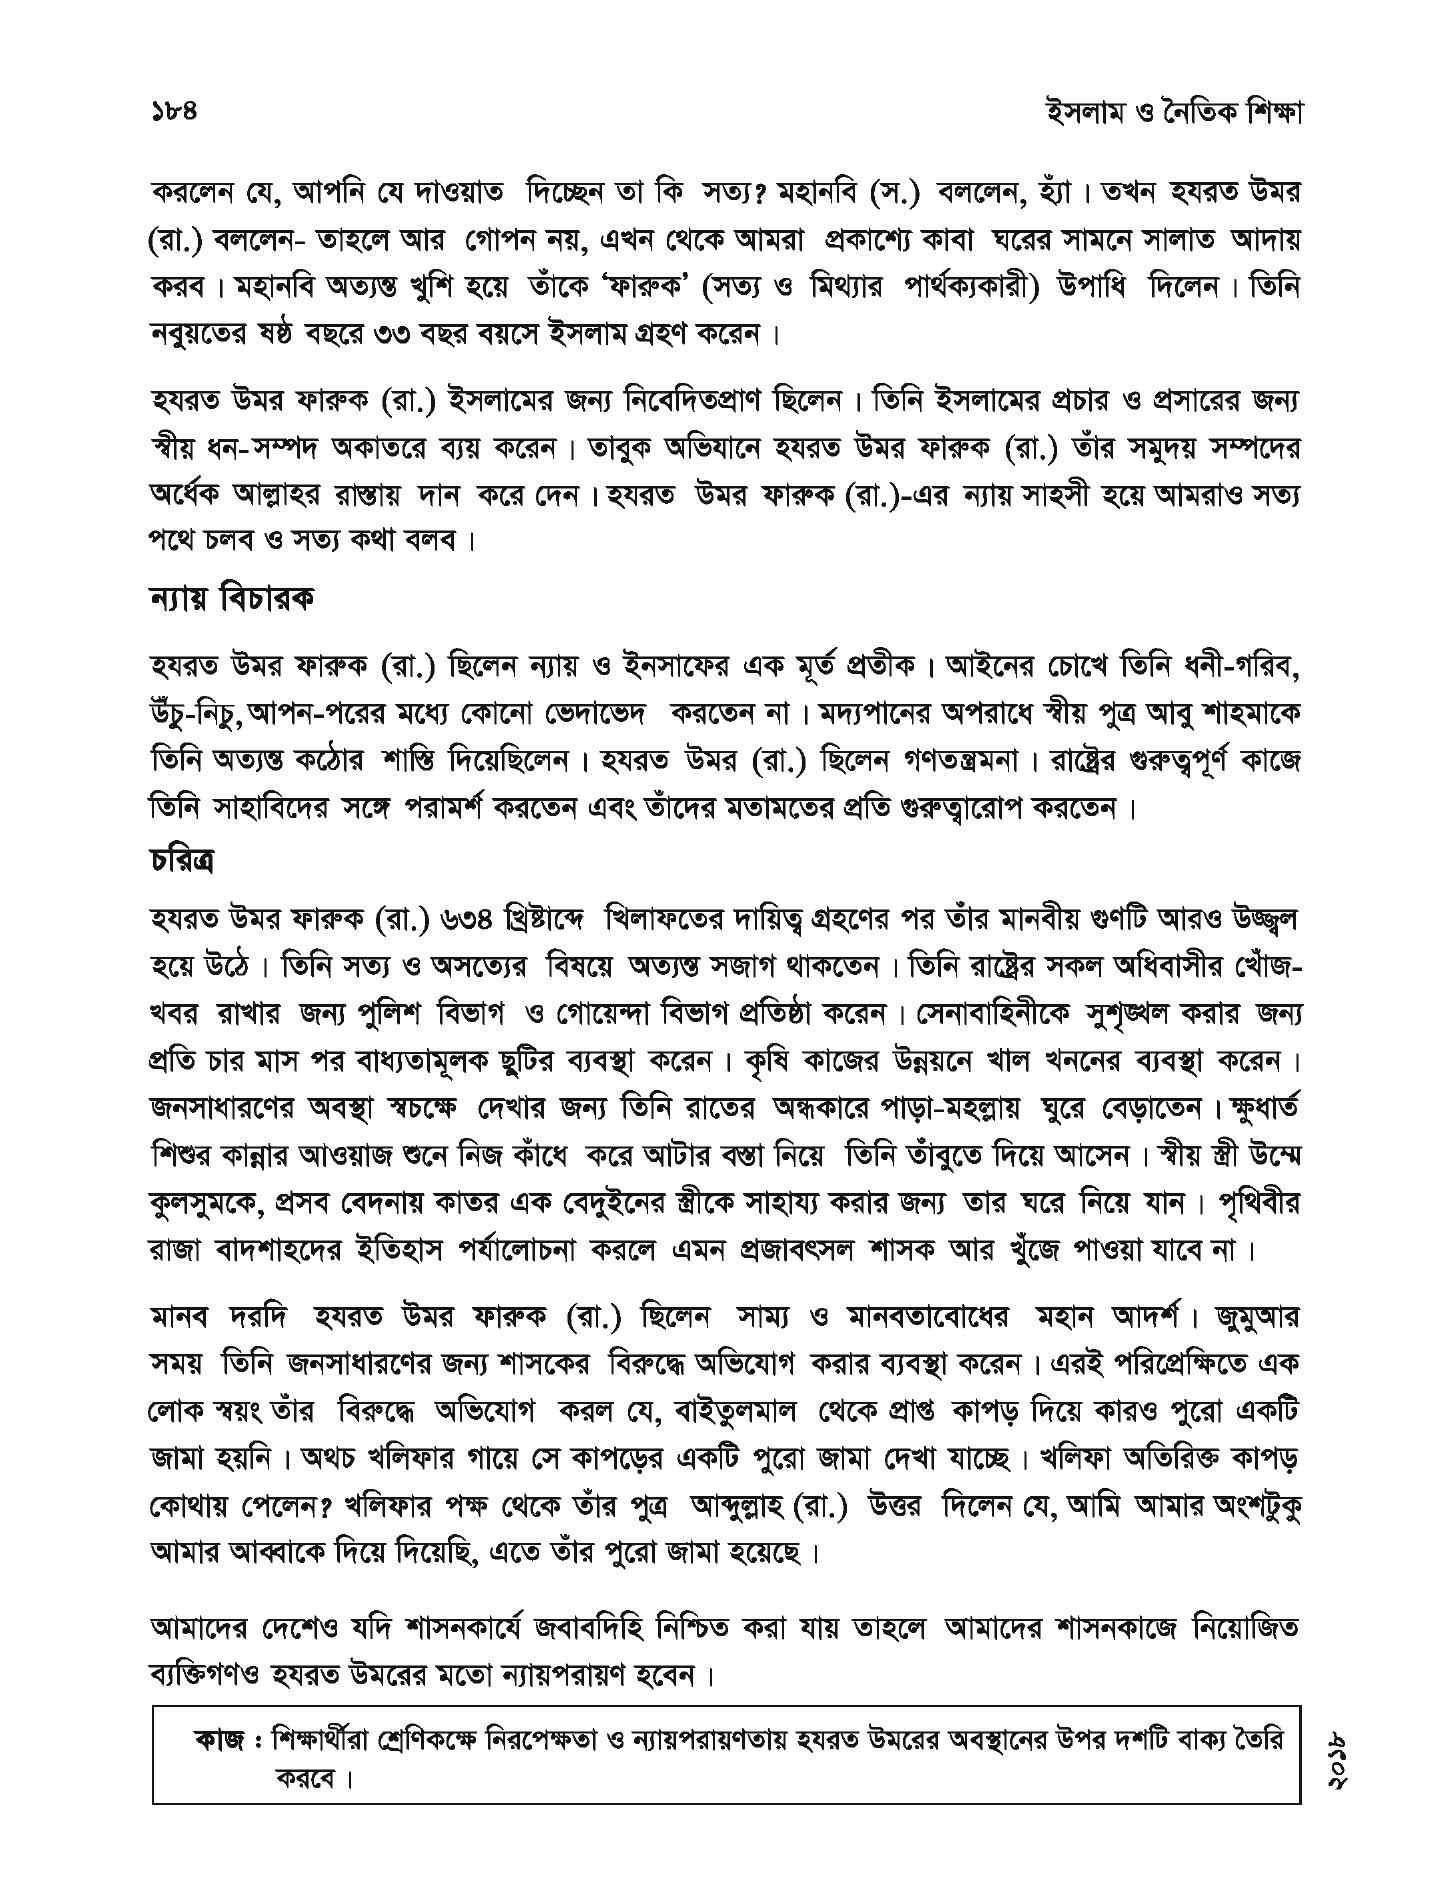 ১৮৪
ইসলাম ও নৈতিক শিক্ষা
করলেন যে, আপনি যে দাওয়াত দিচ্ছেন তা কি সত্য? মহানবি (স.) বললেন, হ্যাঁ। তখন হযরত উমর
(রা.) বললেন- তাহলে আর গোপন নয়, এখন থেকে আমরা প্রকাশ্যে কাবা ঘরের সামনে সালাত আদায়
করব। মহানবি অত্যন্ত খুশি হয়ে তাঁকে ‘ফারুক’ (সত্য ও মিথ্যার পার্থক্যকারী) উপাধি দিলেন। তিনি
নবুয়তের ষষ্ঠ বছরে ৩৩ বছর বয়সে ইসলাম গ্রহণ করেন।
হযরত উমর ফারুক (রা.) ইসলামের জন্য নিবেদিতপ্রাণ ছিলেন। তিনি ইসলামের প্রচার ও প্রসারের জন্য
স্বীয় ধন-সম্পদ অকাতরে ব্যয় করেন। তাবুক অভিযানে হযরত উমর ফারুক (রা.) তাঁর সমুদয় সম্পদের
অর্ধেক আল্লাহর রাস্তায় দান করে দেন। হযরত উমর ফারুক (রা.)-এর ন্যায় সাহসী হয়ে আমরাও সত্য
পথে চলব ও সত্য কথা বলব।
ন্যায় বিচারক
হযরত উমর ফারুক (রা.) ছিলেন ন্যায় ও ইনসাফের এক মূর্ত প্রতীক। আইনের চোখে তিনি ধনী-গরিব,
উঁচু-নিচু, আপন-পরের মধ্যে কোনো ভেদাভেদ করতেন না। মদ্যপানের অপরাধে স্বীয় পুত্র আবু শাহমাকে
তিনি অত্যন্ত কঠোর শাস্তি দিয়েছিলেন। হযরত উমর (রা.) ছিলেন গণতন্ত্রমনা। রাষ্ট্রের গুরুত্বপূর্ণ কাজে
তিনি সাহাবিদের সঙ্গে পরামর্শ করতেন এবং তাঁদের মতামতের প্রতি গুরুত্বারোপ করতেন।
চরিত্র
হযরত উমর ফারুক (রা.) ৬৩৪ খ্রিষ্টাব্দে খিলাফতের দায়িত্ব গ্রহণের পর তাঁর মানবীয় গুণটি আরও উজ্জ্বল
হয়ে উঠে। তিনি সত্য ও অসত্যের বিষয়ে অত্যন্ত সজাগ থাকতেন। তিনি রাষ্ট্রের সকল অধিবাসীর খোঁজ-
খবর রাখার জন্য পুলিশ বিভাগ ও গোয়েন্দা বিভাগ প্রতিষ্ঠা করেন। সেনাবাহিনীকে সুশৃঙ্খল করার জন্য
প্রতি চার মাস পর বাধ্যতামূলক ছুটির ব্যবস্থা করেন। কৃষি কাজের উন্নয়নে খাল খননের ব্যবস্থা করেন।
জনসাধারণের অবস্থা স্বচক্ষে দেখার জন্য তিনি রাতের অন্ধকারে পাড়া-মহল্লায় ঘুরে বেড়াতেন। ক্ষুধার্ত
শিশুর কান্নার আওয়াজ শুনে নিজ কাঁধে করে আটার বস্তা নিয়ে তিনি তাঁবুতে দিয়ে আসেন। স্বীয় স্ত্রী উম্মে
কুলসুমকে, প্রসব বেদনায় কাতর এক বেদুইনের স্ত্রীকে সাহায্য করার জন্য তার ঘরে নিয়ে যান। পৃথিবীর
রাজা বাদশাহদের ইতিহাস পর্যালোচনা করলে এমন প্রজাবৎসল শাসক আর খুঁজে পাওয়া যাবে না।
মানব দরদি হযরত উমর ফারুক (রা.) ছিলেন সাম্য ও মানবতাবোধের মহান আদর্শ। জুমুআর
সময় তিনি জনসাধারণের জন্য শাসকের বিরুদ্ধে অভিযোগ করার ব্যবস্থা করেন। এরই পরিপ্রেক্ষিতে এক
লোক স্বয়ং তাঁর বিরুদ্ধে অভিযোগ করল যে, বাইতুলমাল থেকে প্রাপ্ত কাপড় দিয়ে কারও পুরো একটি
জামা হয়নি। অথচ খলিফার গায়ে সে কাপড়ের একটি পুরো জামা দেখা যাচ্ছে। খলিফা অতিরিক্ত কাপড়
কোথায় পেলেন? খলিফার পক্ষ থেকে তাঁর পুত্র আব্দুল্লাহ (রা.) উত্তর দিলেন যে, আমি আমার অংশটুকু
আমার আব্বাকে দিয়ে দিয়েছি, এতে তাঁর পুরো জামা হয়েছে।
আমাদের দেশেও যদি শাসনকার্যে জবাবদিহি নিশ্চিত করা যায় তাহলে আমাদের শাসনকাজে নিয়োজিত
ব্যক্তিগণও হযরত উমরের মতো ন্যায়পরায়ণ হবেন।
কাজ : শিক্ষার্থীরা শ্রেণিকক্ষে নিরপেক্ষতা ও ন্যায়পরায়ণতায় হযরত উমরের অবস্থানের উপর দশটি বাক্য তৈরি
করবে।
২০১৮